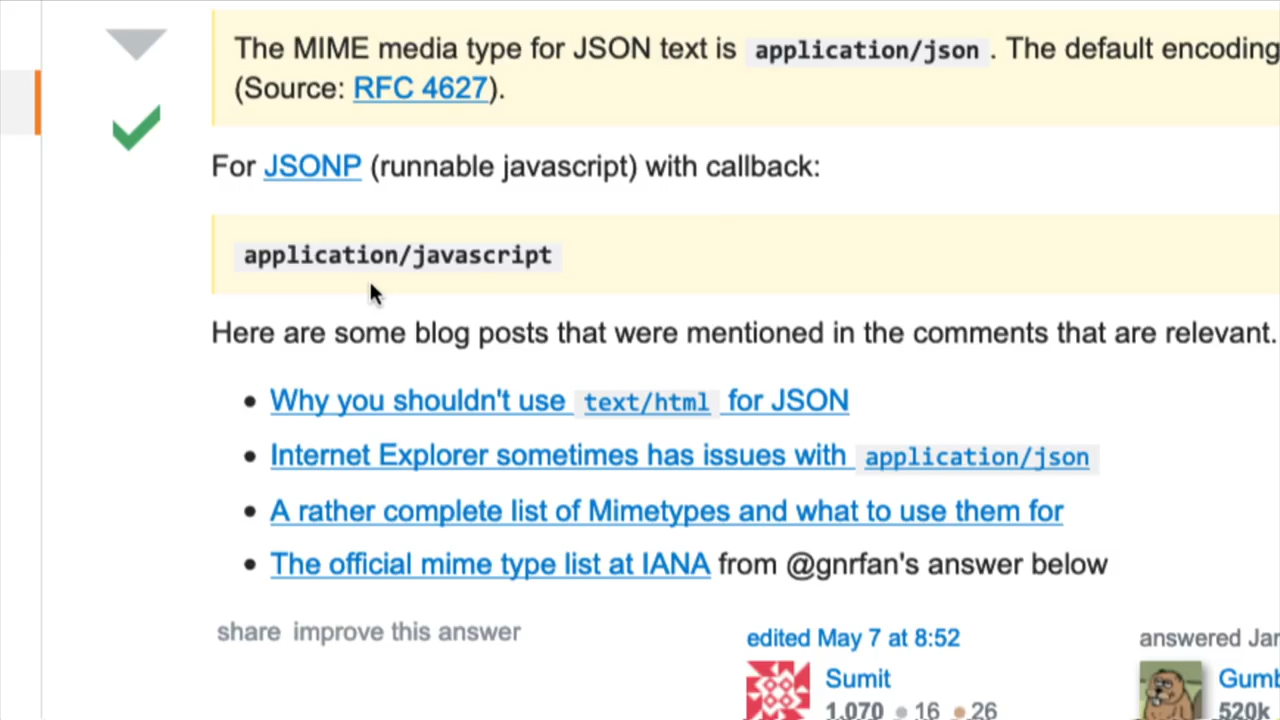 The MIME media type for JSON text is application/json. The default encoding
(Source: RFC 4627).
For JSONP (runnable javascript) with callback:
application/javascript
Here are some blog posts that were mentioned in the comments that are relevant.
• Why you shouldn't use text/html for JSON
• Internet Explorer sometimes has issues with application/json
• A rather complete list of Mimetypes and what to use them for
• The official mime type list at IANA from @gnrfan's answer below
share improve this answer
edited May 7 at 8:52
answered Jan
Sumit
1,070 16 26
Gumb
520k